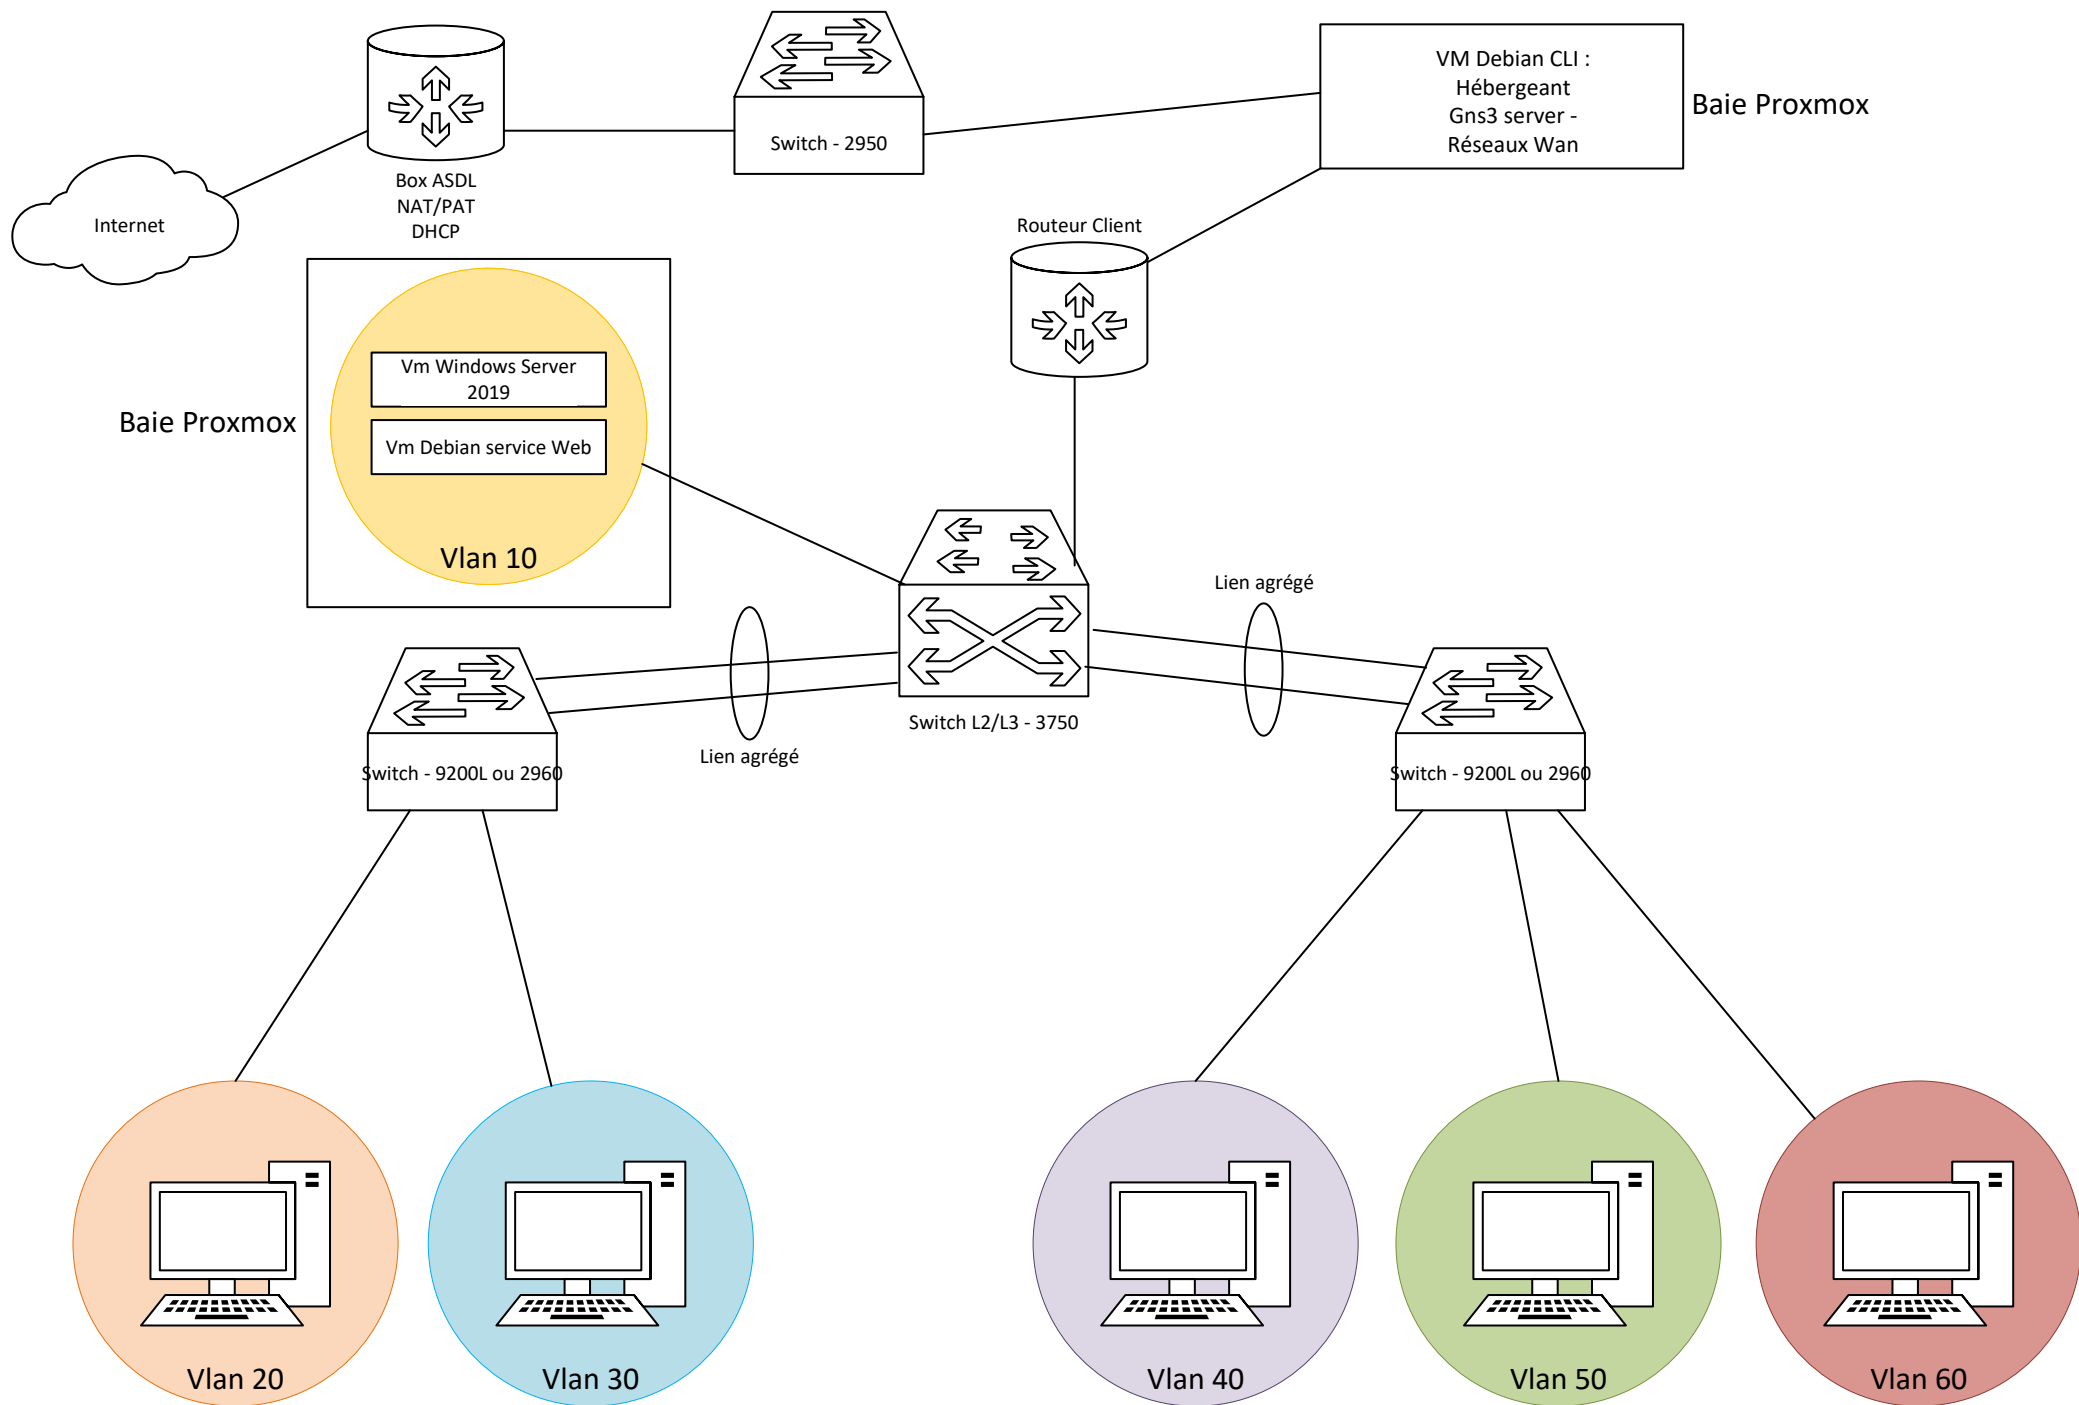 VM Debian CLI :
Hébergeant
Gns3 server -
Réseaux Wan
Baie Proxmox
Switch - 2950
Box ASDL
NAT/PAT
DHCP
Internet
Routeur Client
Vm Windows Server
2019
Vm Debian service Web
Baie Proxmox
Vlan 10
Lien agrégé
Switch L2/L3 - 3750
Lien agrégé
Switch - 9200L ou 2960
Switch - 9200L ou 2960
Vlan 20
Vlan 30
Vlan 40
Vlan 50
Vlan 60